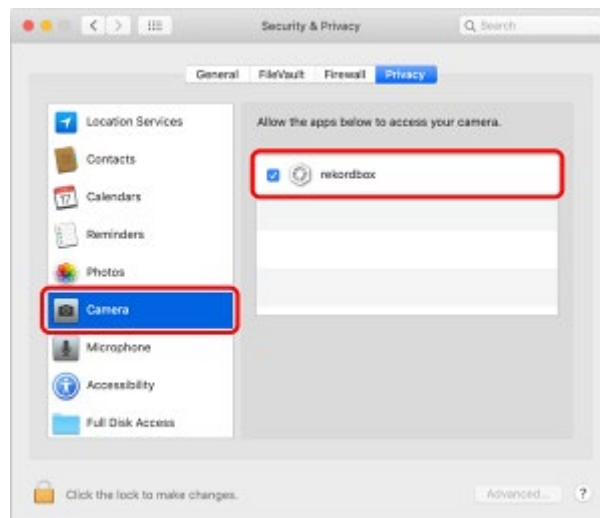 Security & Privacy
Search
General FileVault Firewall Privacy
Location Services
Contacts
17
Calendars
Reminders
Photos
Camera
Microphone
Accessibility
Full Disk Access
Allow the apps below to access your camera.
rekordbox
Click the lock to make changes.
Advanced...
?